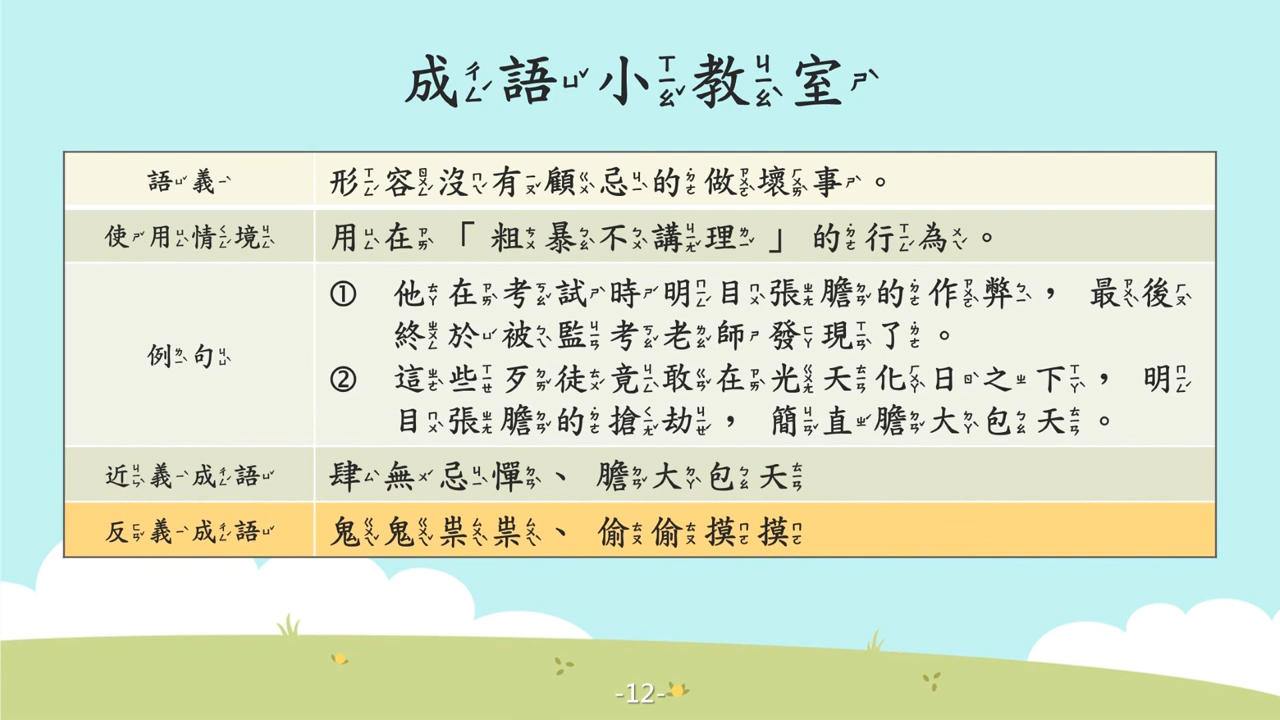 成語小教室
語義 形容沒有顧忌的做壞事。
使用情境 用在「粗暴不講理」的行為。
例句
① 他在考試時明目張膽的作弊，最後
終於被監考老師發現了。
② 這些歹徒竟敢在光天化日之下，明
目張膽的搶劫，簡直膽大包天。
近義成語 肆無忌憚、膽大包天
反義成語 鬼鬼祟祟、偷偷摸摸
-12-